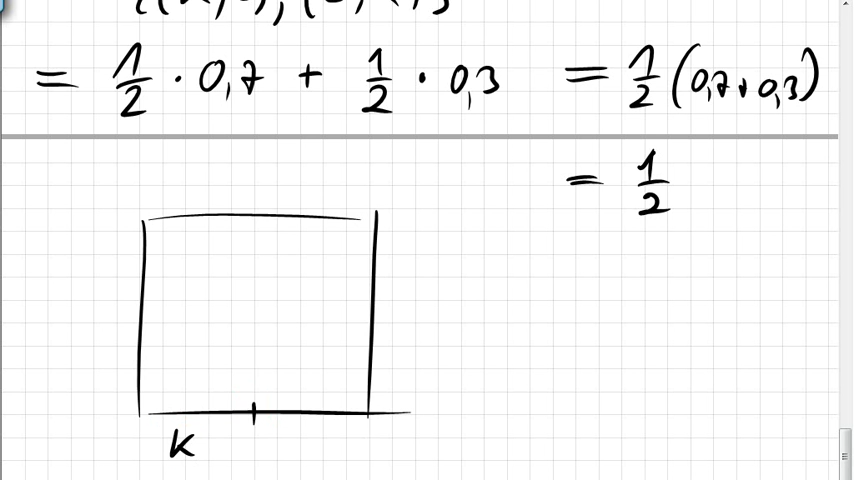 = 1/2 · 0,7 + 1/2 · 0,3 = 1/2 (0,7+0,3)
= 1/2
K